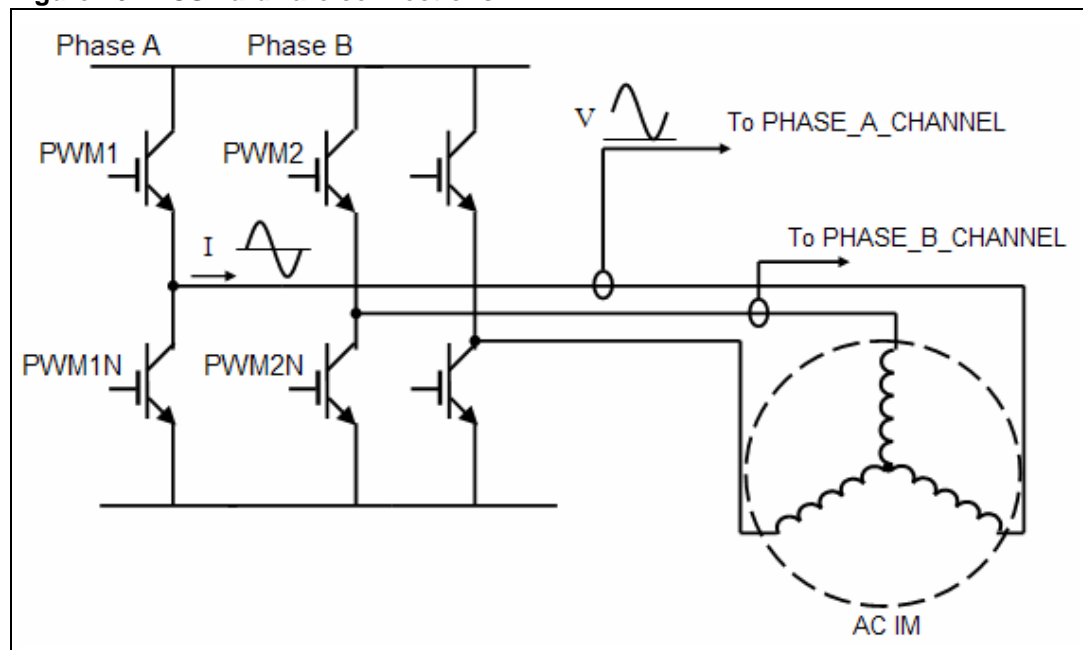 Phase A
Phase B
V
To PHASE_A_CHANNEL
PWM1
PWM2
I
To PHASE_B_CHANNEL
PWM1N
PWM2N
AC IM